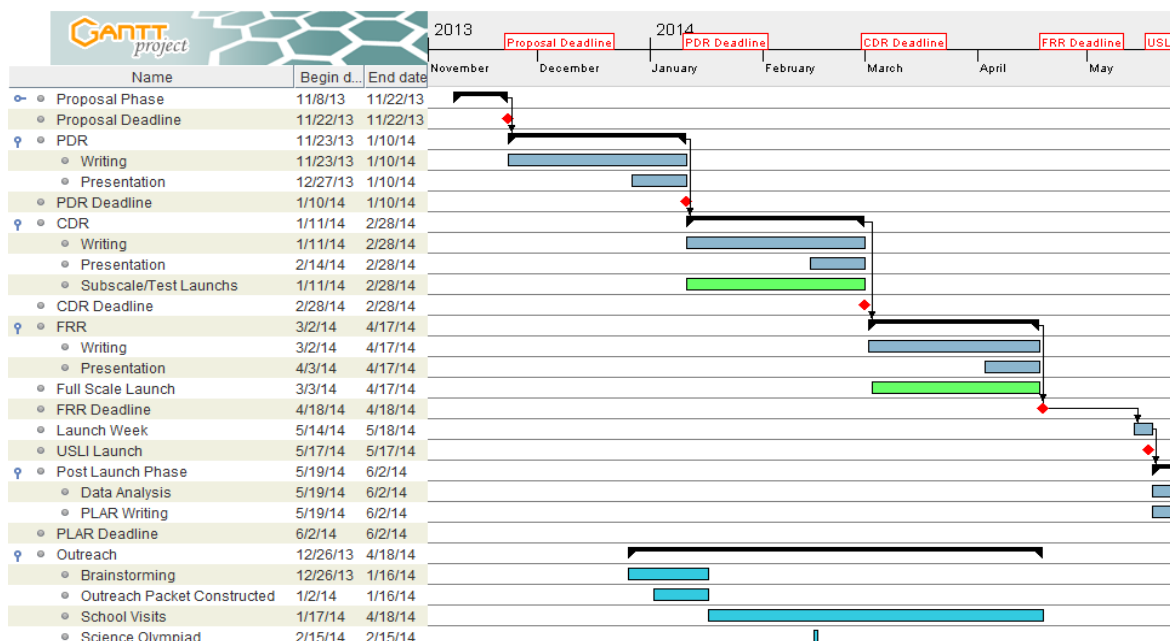 GANTT
project
2013 2014
Proposal Deadline PDR Deadline CDR Deadline FRR Deadline USL
Name Begin d... End date November December January February March April May
Proposal Phase 11/8/13 11/22/13
Proposal Deadline 11/22/13 11/22/13
PDR 11/23/13 1/10/14
Writing 11/23/13 1/10/14
Presentation 12/27/13 1/10/14
PDR Deadline 1/10/14 1/10/14
CDR 1/11/14 2/28/14
Writing 1/11/14 2/28/14
Presentation 2/14/14 2/28/14
Subscale/Test Launchs 1/11/14 2/28/14
CDR Deadline 2/28/14 2/28/14
FRR 3/2/14 4/17/14
Writing 3/2/14 4/17/14
Presentation 4/3/14 4/17/14
Full Scale Launch 3/3/14 4/17/14
FRR Deadline 4/18/14 4/18/14
Launch Week 5/14/14 5/18/14
USLI Launch 5/17/14 5/17/14
Post Launch Phase 5/19/14 6/2/14
Data Analysis 5/19/14 6/2/14
PLAR Writing 5/19/14 6/2/14
PLAR Deadline 6/2/14 6/2/14
Outreach 12/26/13 4/18/14
Brainstorming 12/26/13 1/16/14
Outreach Packet Constructed 1/2/14 1/16/14
School Visits 1/17/14 4/18/14
Science Olympiad 2/15/14 2/15/14